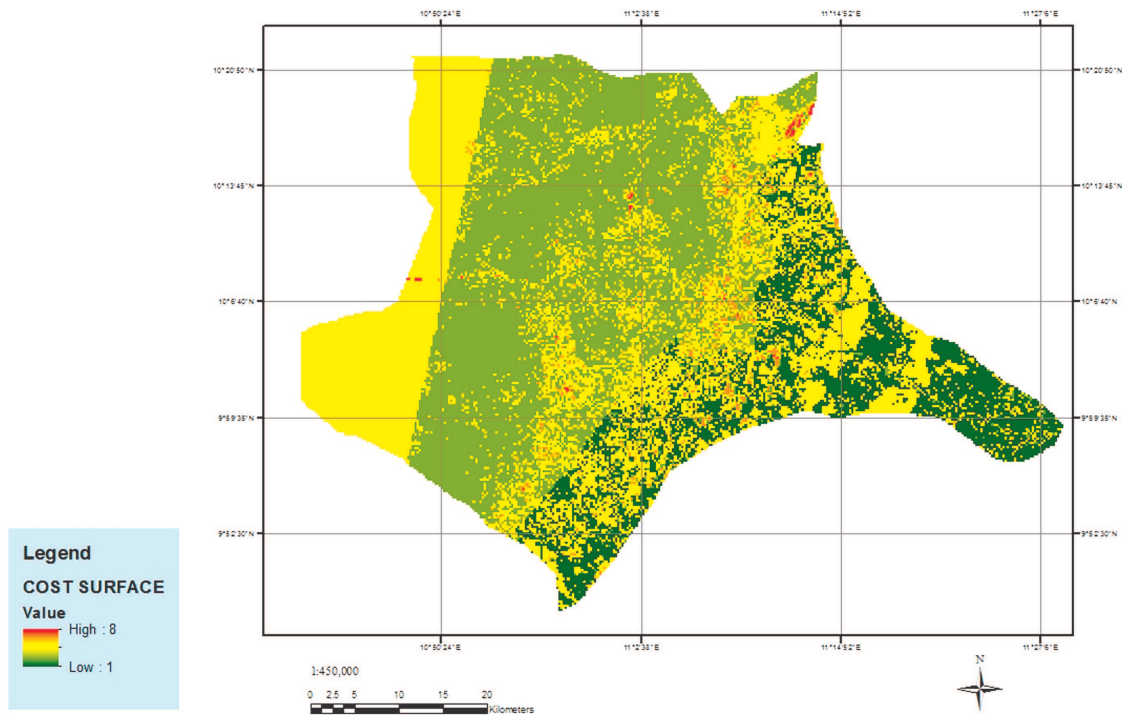 10°50'24"E 11°2'38"E 11°14'52"E 11°27'6"E
10°20'50"N 10°20'50"N
10°13'45"N 10°13'45"N
10°6'40"N 10°6'40"N
9°59'35"N 9°59'35"N
9°52'30"N 9°52'30"N
10°50'24"E 11°2'38"E 11°14'52"E 11°27'6"E
Legend
COST SURFACE
Value
High : 8
Low : 1
1:450,000
0 2.5 5 10 15 20
Kilometers
N